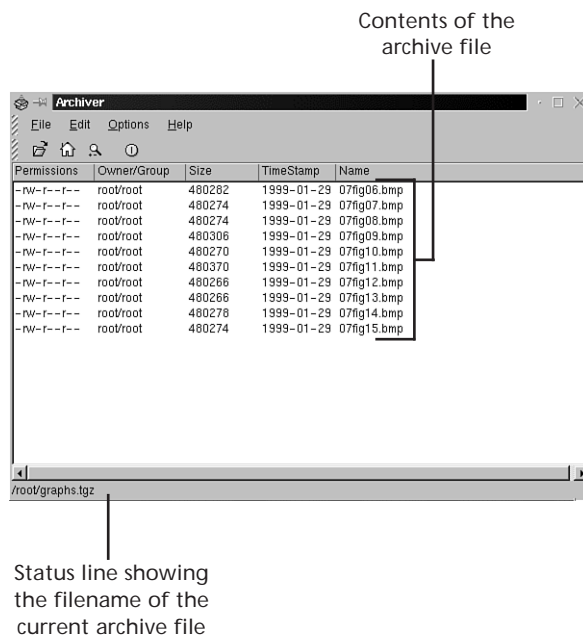 Contents of the
archive file
Archiver
File Edit Options Help
Permissions Owner/Group Size TimeStamp Name
-rw-r--r-- root/root 480282 1999-01-29 07fig06.bmp
-rw-r--r-- root/root 480274 1999-01-29 07fig07.bmp
-rw-r--r-- root/root 480274 1999-01-29 07fig08.bmp
-rw-r--r-- root/root 480306 1999-01-29 07fig09.bmp
-rw-r--r-- root/root 480270 1999-01-29 07fig10.bmp
-rw-r--r-- root/root 480370 1999-01-29 07fig11.bmp
-rw-r--r-- root/root 480266 1999-01-29 07fig12.bmp
-rw-r--r-- root/root 480266 1999-01-29 07fig13.bmp
-rw-r--r-- root/root 480278 1999-01-29 07fig14.bmp
-rw-r--r-- root/root 480274 1999-01-29 07fig15.bmp
/root/graphs.tgz
Status line showing
the filename of the
current archive file